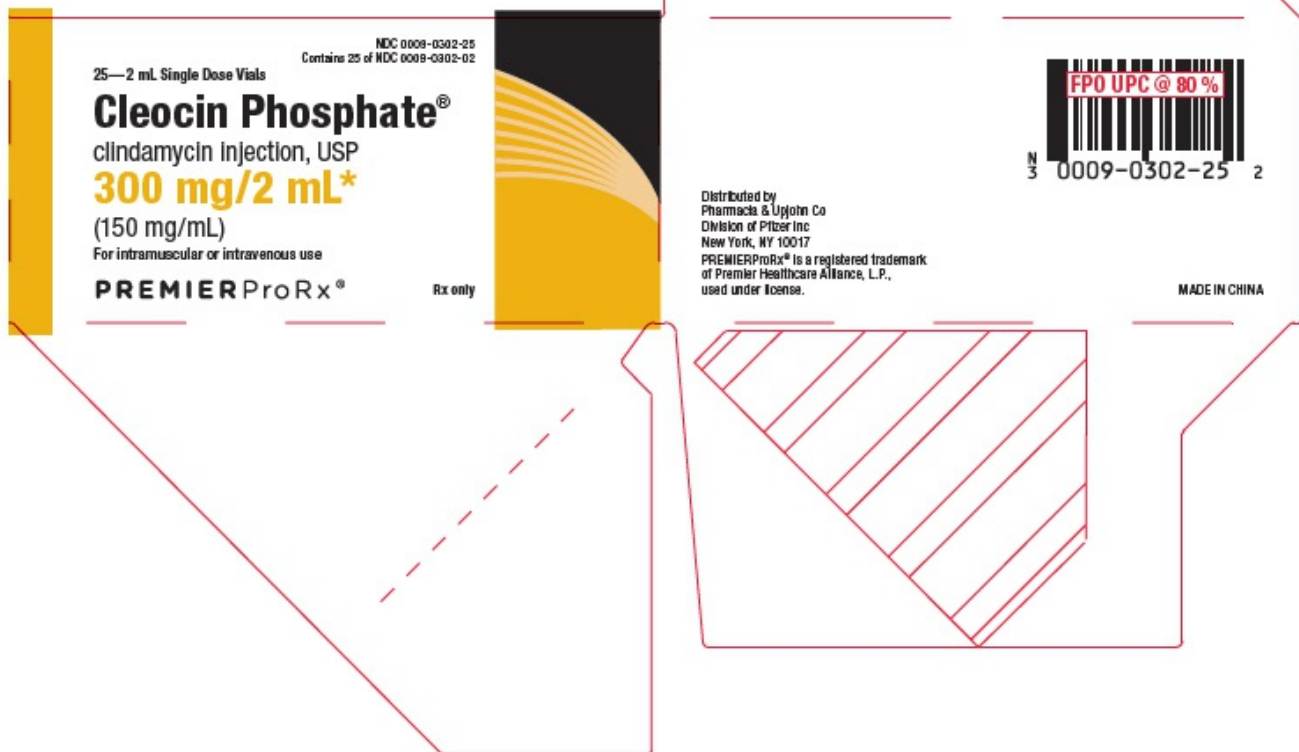 NDC 0009-0302-25
Contains 25 of NDC 0009-0302-02
25—2 mL Single Dose Vials
Cleocin Phosphate®
clindamycin injection, USP
300 mg/2 mL*
(150 mg/mL)
For intramuscular or intravenous use
PREMIERProRx®
Rx only
FPO UPC @ 80 %
N
3 0009-0302-25 2
Distributed by
Pharmacia & Upjohn Co
Division of Pfizer Inc
New York, NY 10017
PREMIERProRx® is a registered trademark
of Premier Healthcare Alliance, L.P.,
used under license.
MADE IN CHINA